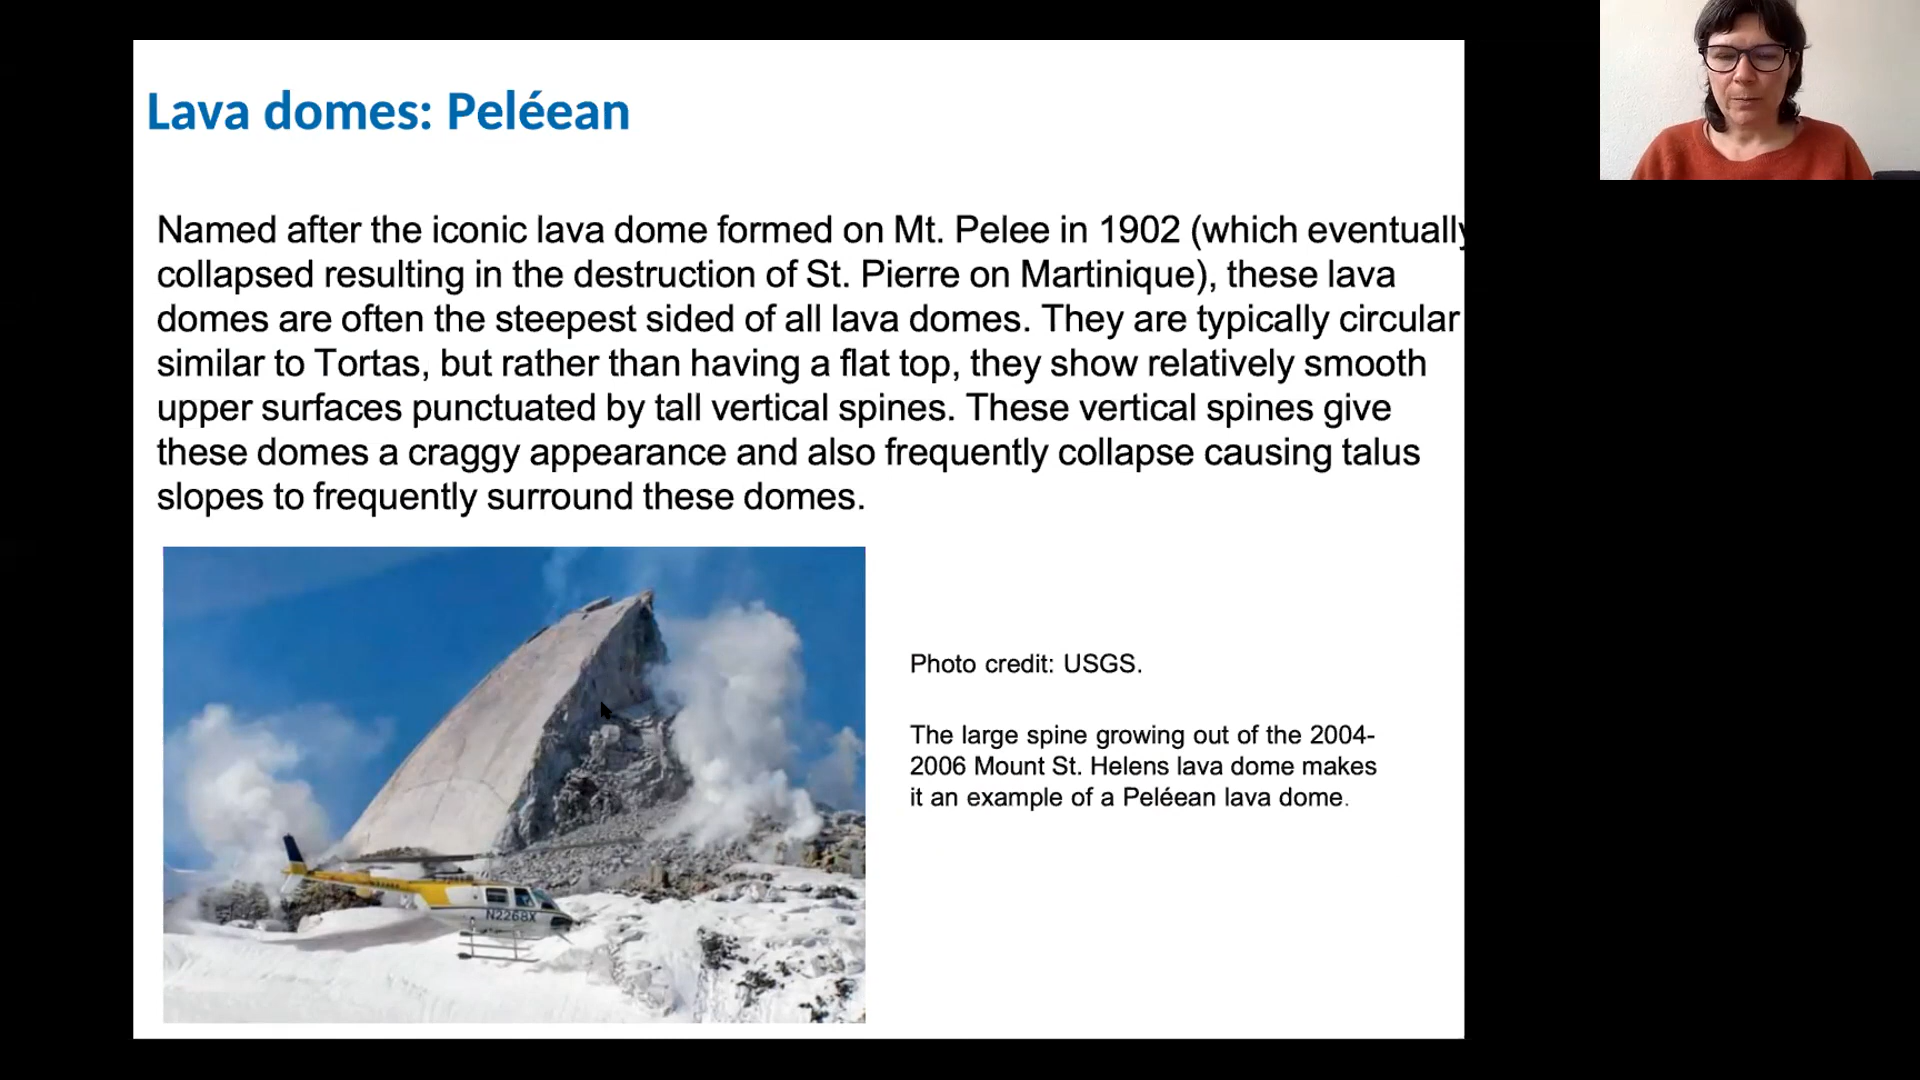 Lava domes: Peléean
Named after the iconic lava dome formed on Mt. Pelee in 1902 (which eventually
collapsed resulting in the destruction of St. Pierre on Martinique), these lava
domes are often the steepest sided of all lava domes. They are typically circular
similar to Tortas, but rather than having a flat top, they show relatively smooth
upper surfaces punctuated by tall vertical spines. These vertical spines give
these domes a craggy appearance and also frequently collapse causing talus
slopes to frequently surround these domes.
Photo credit: USGS.
The large spine growing out of the 2004-
2006 Mount St. Helens lava dome makes
it an example of a Peléean lava dome.
N2268X